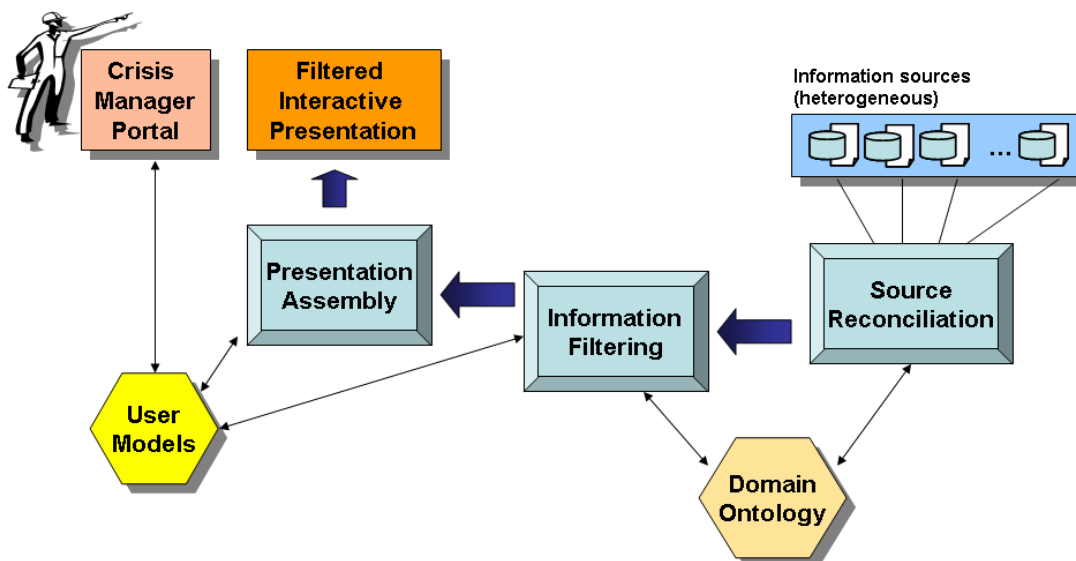 Crisis
Manager
Portal
Filtered
Interactive
Presentation
Information sources
(heterogeneous)
...
Presentation
Assembly
Information
Filtering
Source
Reconciliation
User
Models
Domain
Ontology